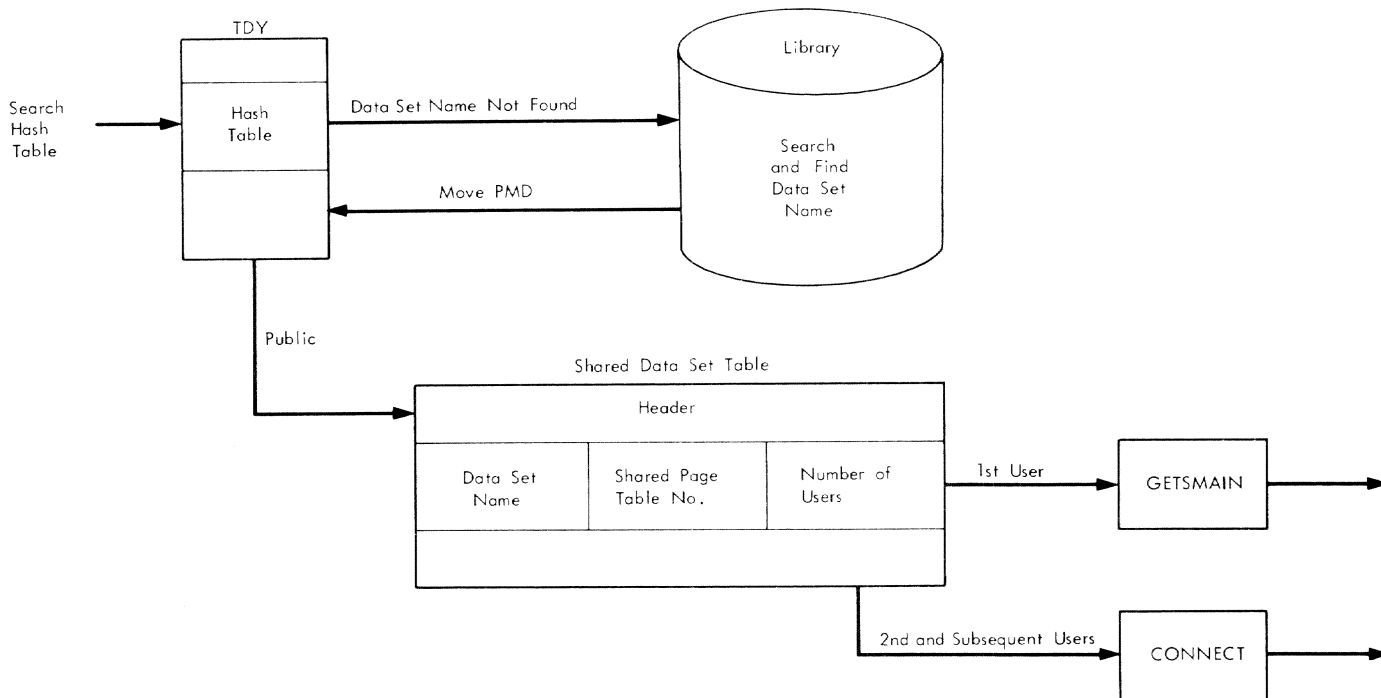 TDY
Library
Search
Hash
Table
Hash
Table
Data Set Name Not Found
Search
and Find
Data Set
Name
Move PMD
Public
Shared Data Set Table
Header
Data Set
Name
Shared Page
Table No.
Number of
Users
1st User
GETSMAIN
2nd and Subsequent Users
CONNECT